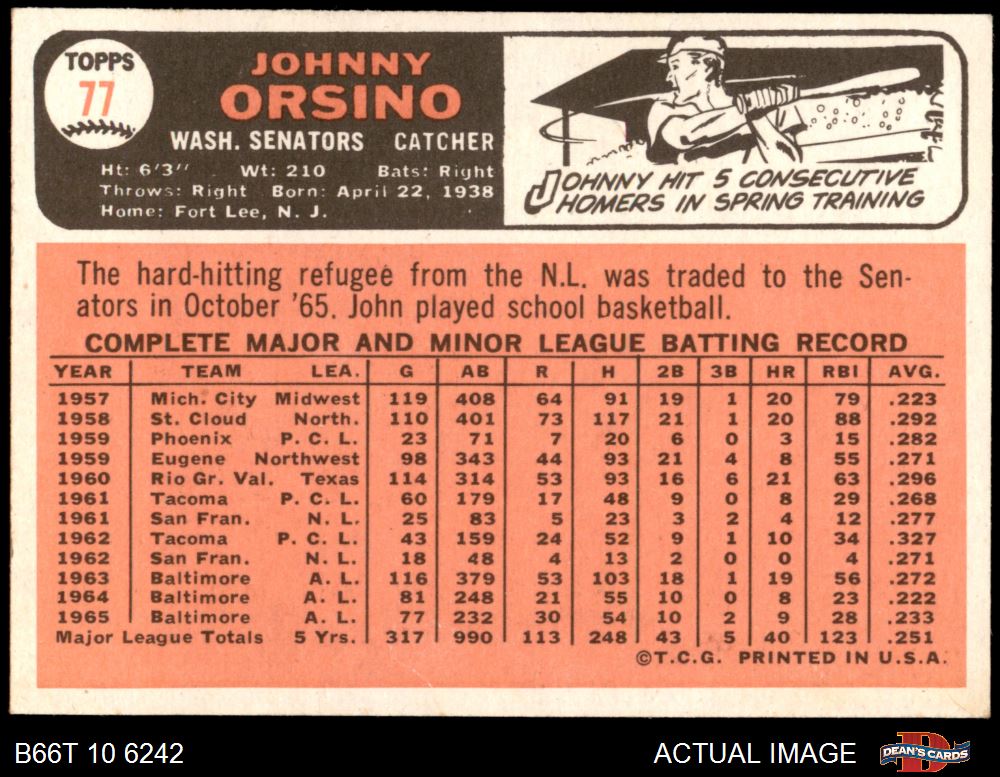 TOPPS
77
JOHNNY
ORSINO
WASH. SENATORS CATCHER
Ht: 6'3" Wt: 210 Bats: Right
Throws: Right Born: April 22, 1938
Home: Fort Lee, N. J.
JOHNNY HIT 5 CONSECUTIVE
HOMERS IN SPRING TRAINING
The hard-hitting refugee from the N.L. was traded to the Sen-
ators in October '65. John played school basketball.
COMPLETE MAJOR AND MINOR LEAGUE BATTING RECORD
YEAR TEAM LEA. G AB R H 2B 3B HR RBI AVG.
1957 Mich. City Midwest 119 408 64 91 19 1 20 79 .223
1958 St. Cloud North. 110 401 73 117 21 1 20 88 .292
1959 Phoenix P. C. L. 23 71 7 20 6 0 3 15 .282
1959 Eugene Northwest 98 343 44 93 21 4 8 55 .271
1960 Rio Gr. Val. Texas 114 314 53 93 16 6 21 63 .296
1961 Tacoma P. C. L. 60 179 17 48 9 0 8 29 .268
1961 San Fran. N. L. 25 83 5 23 3 2 4 12 .277
1962 Tacoma P. C. L. 43 159 24 52 9 1 10 34 .327
1962 San Fran. N. L. 18 48 4 13 2 0 0 4 .271
1963 Baltimore A. L. 116 379 53 103 18 1 19 56 .272
1964 Baltimore A. L. 81 248 21 55 10 0 8 23 .222
1965 Baltimore A. L. 77 232 30 54 10 2 9 28 .233
Major League Totals 5 Yrs. 317 990 113 248 43 5 40 123 .251
©T.C.G. PRINTED IN U.S.A.
B66T 10 6242 ACTUAL IMAGE DEAN'S CARDS